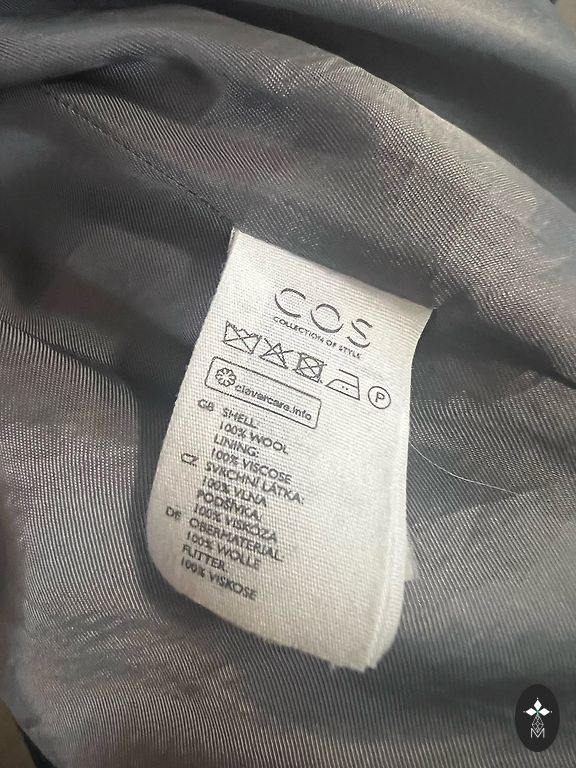 COS
COLLECTION OF STYLE
P
clevercare.info
GB SHELL:
100% WOOL
LINING:
100% VISCOSE
CZ SVRCHNÍ LÁTKA:
100% VLNA
PODŠÍVKA:
100% VISKÓZA
DE OBERMATERIAL:
100% WOLLE
FUTTER:
100% VISKOSE
M